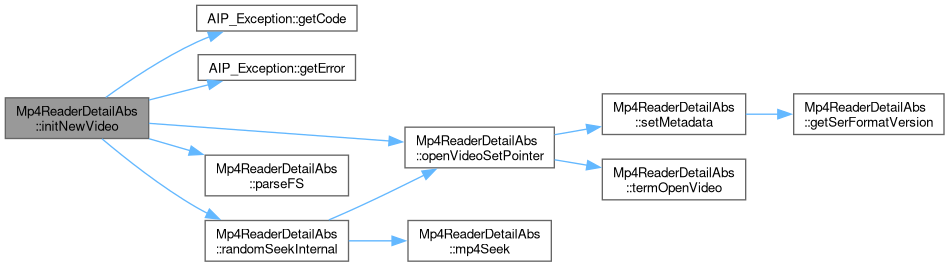 AIP_Exception::getCode
AIP_Exception::getError
Mp4ReaderDetailAbs
::initNewVideo
Mp4ReaderDetailAbs
::parseFS
Mp4ReaderDetailAbs
::randomSeekInternal
Mp4ReaderDetailAbs
::openVideoSetPointer
Mp4ReaderDetailAbs
::mp4Seek
Mp4ReaderDetailAbs
::setMetadata
Mp4ReaderDetailAbs
::termOpenVideo
Mp4ReaderDetailAbs
::getSerFormatVersion